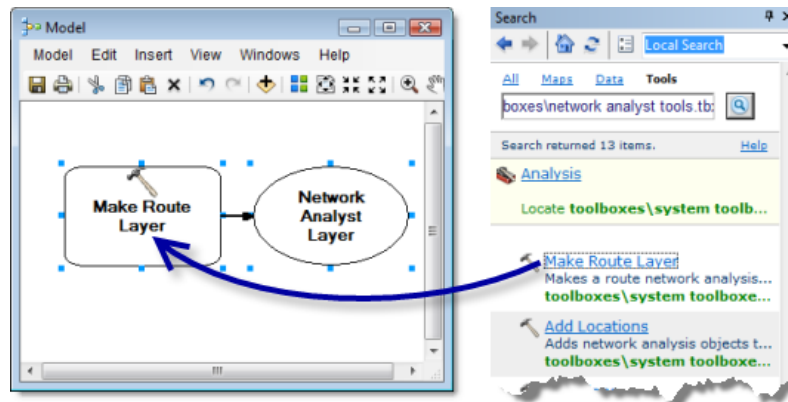 Model
Model Edit Insert View Windows Help
Make Route
Layer
Network
Analyst
Layer
Search
Local Search
All Maps Data Tools
boxes\network analyst tools.tb:
Search returned 13 items. Help
Analysis
Locate toolboxes\system toolb...
Make Route Layer
Makes a route network analysis...
toolboxes\system toolboxe...
Add Locations
Adds network analysis objects t...
toolboxes\system toolboxe...